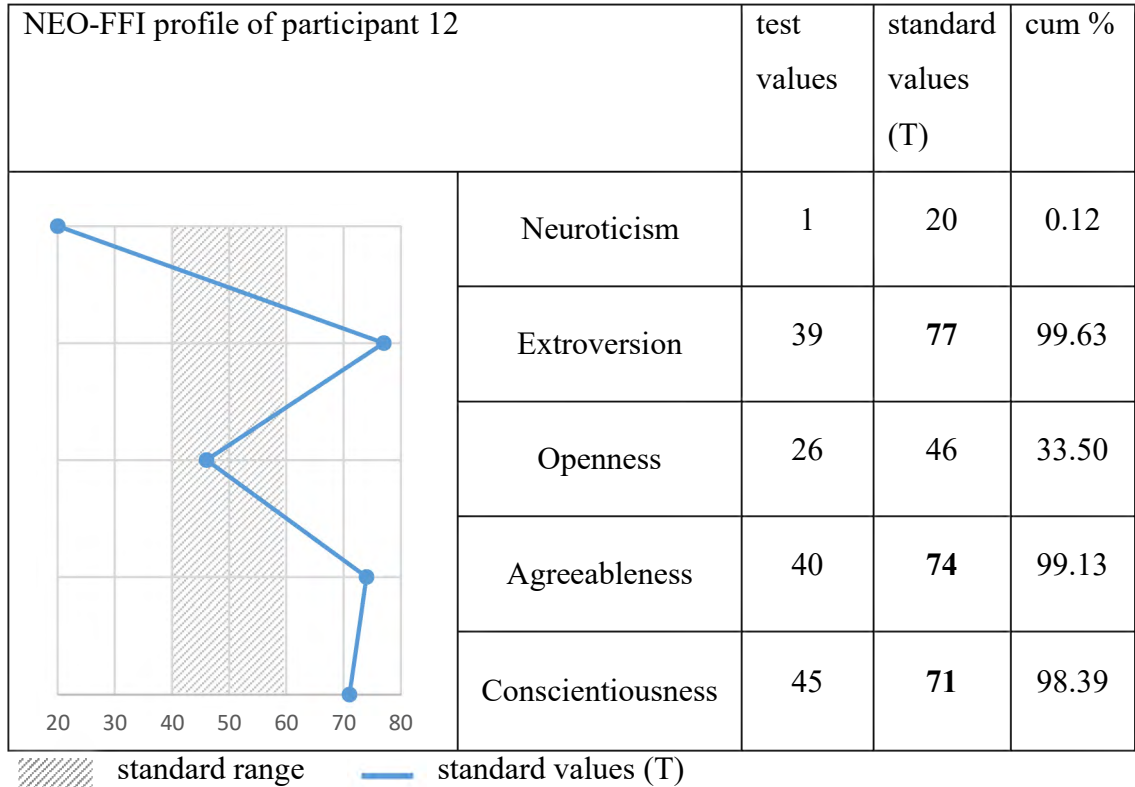 NEO-FFI profile of participant 12
test
values
standard
values
(T)
cum %
Neuroticism 1 20 0.12
Extroversion 39 77 99.63
Openness 26 46 33.50
Agreeableness 40 74 99.13
Conscientiousness 45 71 98.39
20 30 40 50 60 70 80
standard range standard values (T)